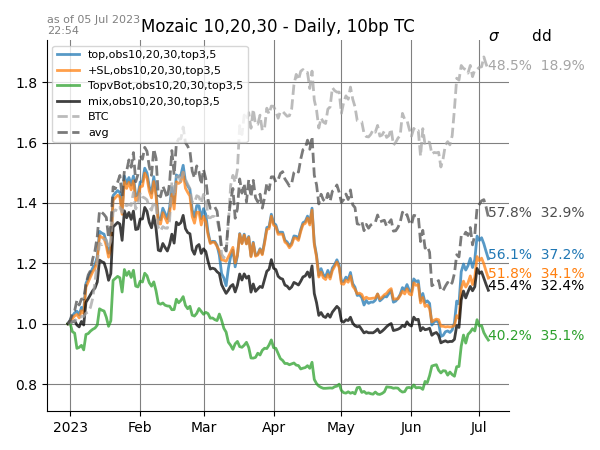 as of 05 Jul 2023
22:54
Mozaic 10,20,30 - Daily, 10bp TC
σ dd
top,obs10,20,30,top3,5
+SL,obs10,20,30,top3,5
TopvBot,obs10,20,30,top3,5
mix,obs10,20,30,top3,5
BTC
avg
48.5% 18.9%
57.8% 32.9%
56.1% 37.2%
51.8% 34.1%
45.4% 32.4%
40.2% 35.1%
1.8
1.6
1.4
1.2
1.0
0.8
2023 Feb Mar Apr May Jun Jul